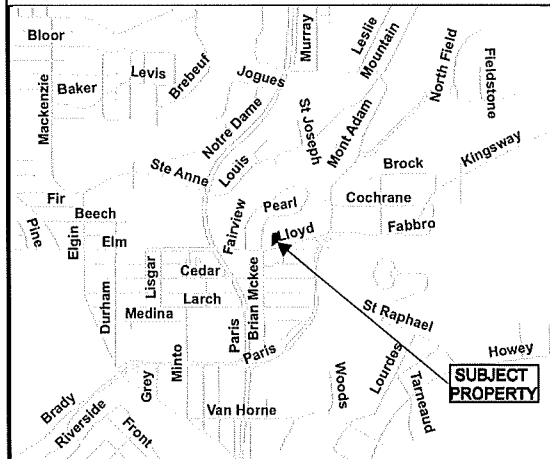 Bloor
Mackenzie
Baker
Levis
Brebeuf
Jogues
Murray
Leslie
Mountain
North Field
Fieldstone
Notre Dame
St Joseph
Mont Adam
Kingsway
Ste Anne
Louis
Brock
Fir
Pine
Beech
Elgin
Elm
Fairview
Pearl
Cochrane
Lloyd
Fabbro
Durham
Lisgar
Cedar
Larch
Medina
Minto
Paris
Brian Mckee
Paris
St Raphael
Howey
Woods
Lourdes
Tarneaud
SUBJECT
PROPERTY
Brady
Riverside
Grey
Front
Van Horne